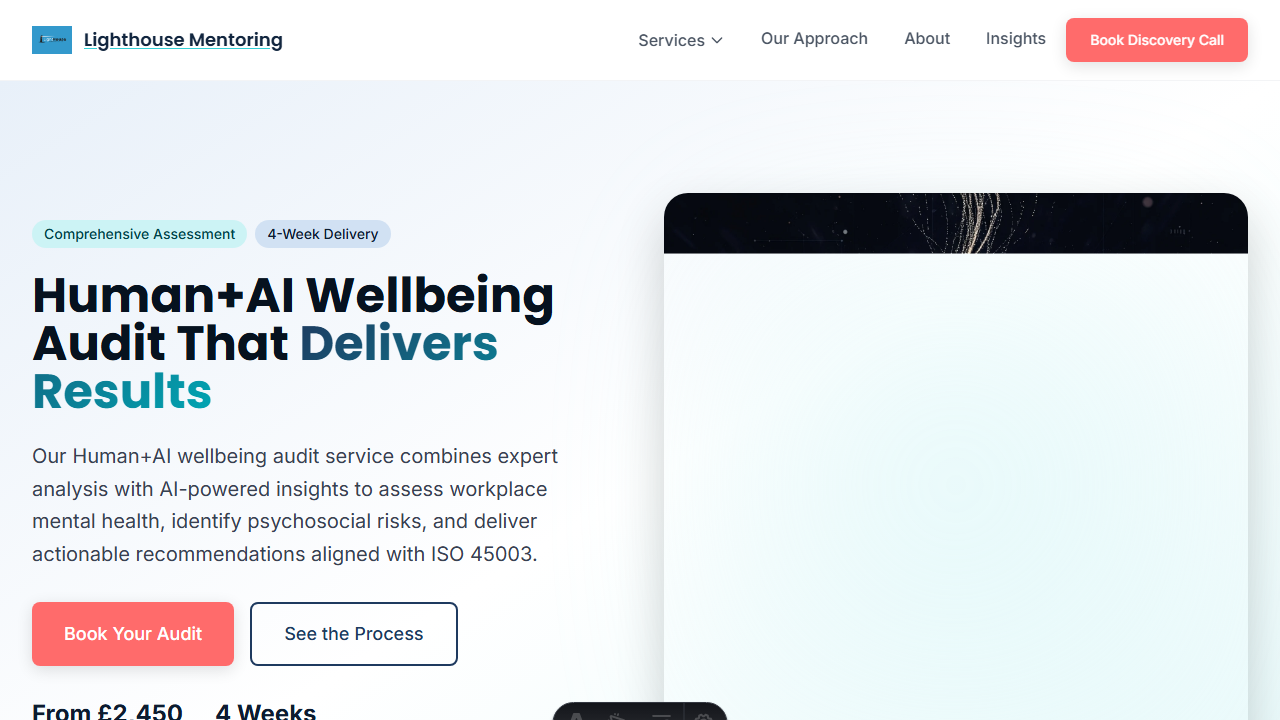 Lighthouse Mentoring
Services
Our Approach
About
Insights
Book Discovery Call
Comprehensive Assessment
4-Week Delivery
Human+AI Wellbeing
Audit That Delivers
Results
Our Human+AI wellbeing audit service combines expert
analysis with AI-powered insights to assess workplace
mental health, identify psychosocial risks, and deliver
actionable recommendations aligned with ISO 45003.
Book Your Audit
See the Process
From £2,450
4 Weeks